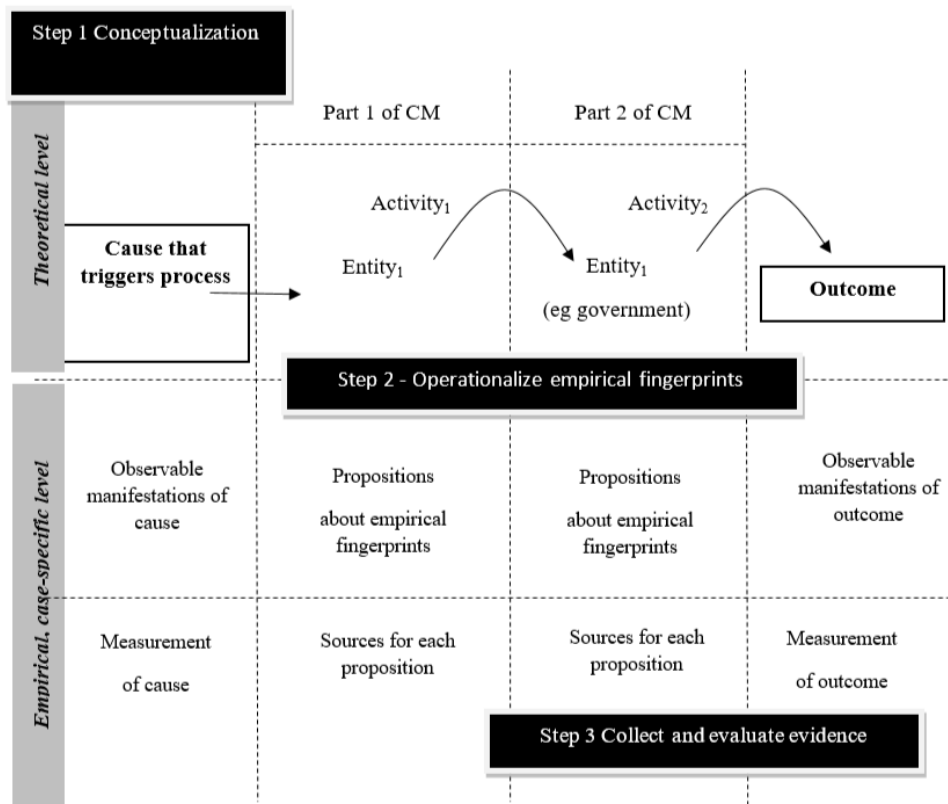 Step 1 Conceptualization
Part 1 of CM
Part 2 of CM
Theoretical level
Activity₁
Activity₂
Cause that
triggers process
Entity₁
Entity₁
(eg government)
Outcome
Step 2 - Operationalize empirical fingerprints
Empirical, case-specific level
Observable
manifestations of
cause
Propositions
about empirical
fingerprints
Propositions
about empirical
fingerprints
Observable
manifestations of
outcome
Measurement
of cause
Sources for each
proposition
Sources for each
proposition
Measurement
of outcome
Step 3 Collect and evaluate evidence